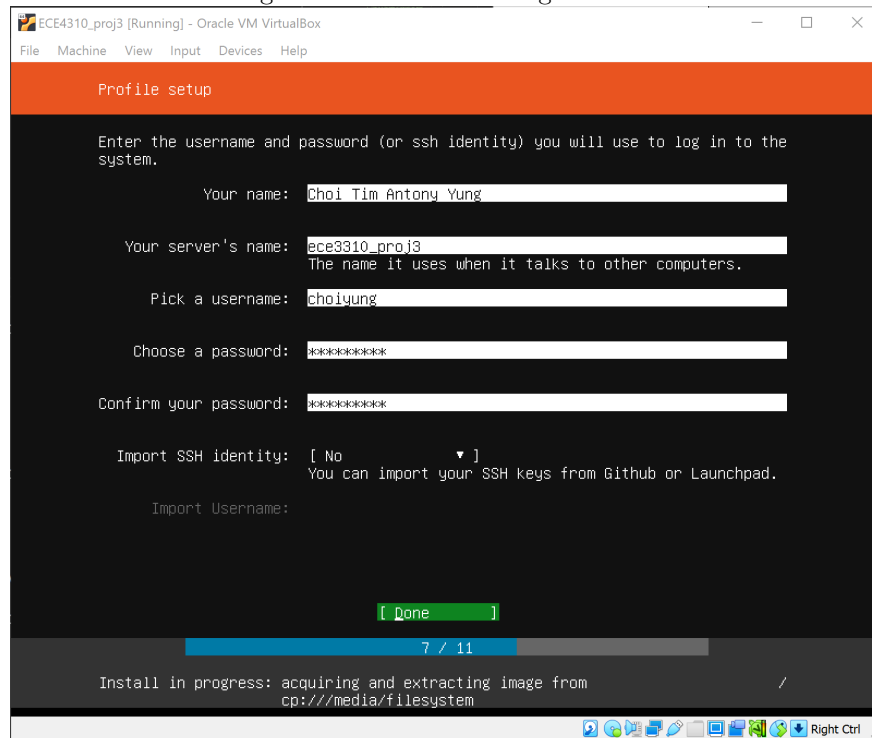 ECE4310_proj3 [Running] - Oracle VM VirtualBox
File Machine View Input Devices Help
Profile setup
Enter the username and password (or ssh identity) you will use to log in to the
system.
Your name: Choi Tim Antony Yung
Your server's name: ece3310_proj3
The name it uses when it talks to other computers.
Pick a username: choiyung
Choose a password: **********
Confirm your password: **********
Import SSH identity: [ No ▼ ]
You can import your SSH keys from Github or Launchpad.
Import Username:
[ Done ]
7 / 11
Install in progress: acquiring and extracting image from /
cp:///media/filesystem
Right Ctrl